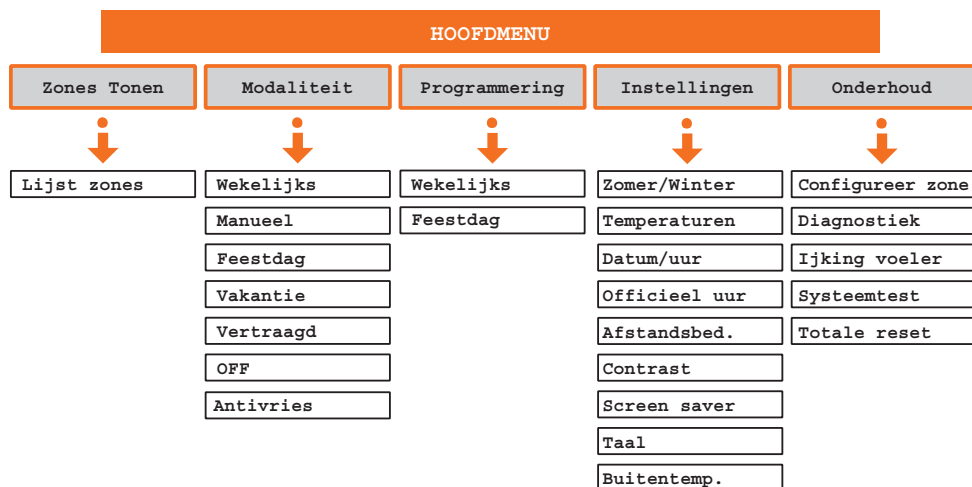 HOOFDMENU
Zones Tonen
Modaliteit
Programmering
Instellingen
Onderhoud
Lijst zones
Wekelijks
Manueel
Feestdag
Vakantie
Vertraagd
OFF
Antivries
Wekelijks
Feestdag
Zomer/Winter
Temperaturen
Datum/uur
Officieel uur
Afstandsbed.
Contrast
Screen saver
Taal
Buitentemp.
Configureer zone
Diagnostiek
Ijking voeler
Systeemtest
Totale reset